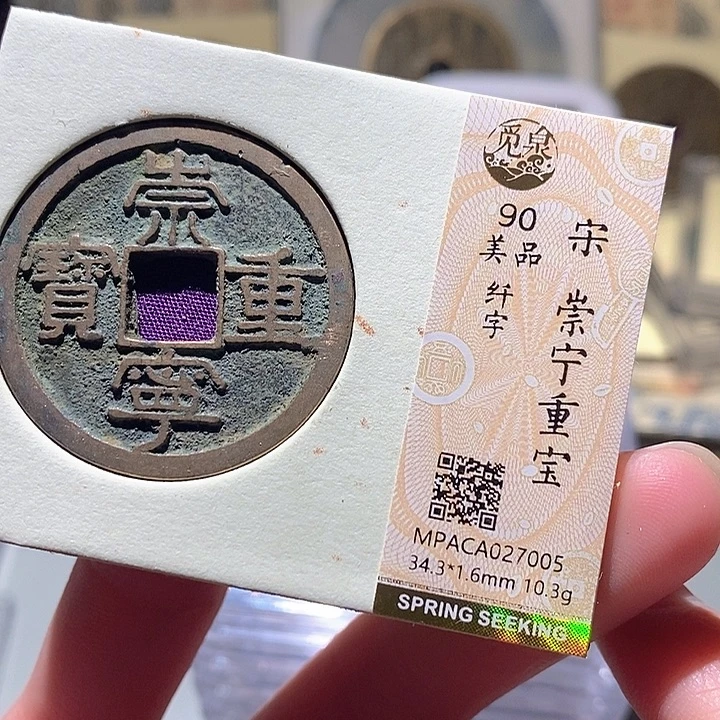 崇
寧
重
寶
觅泉
90
美品
纤字
宋
崇宁重宝
MPACA027005
34.3*1.6mm 10.3g
SPRING SEEKING